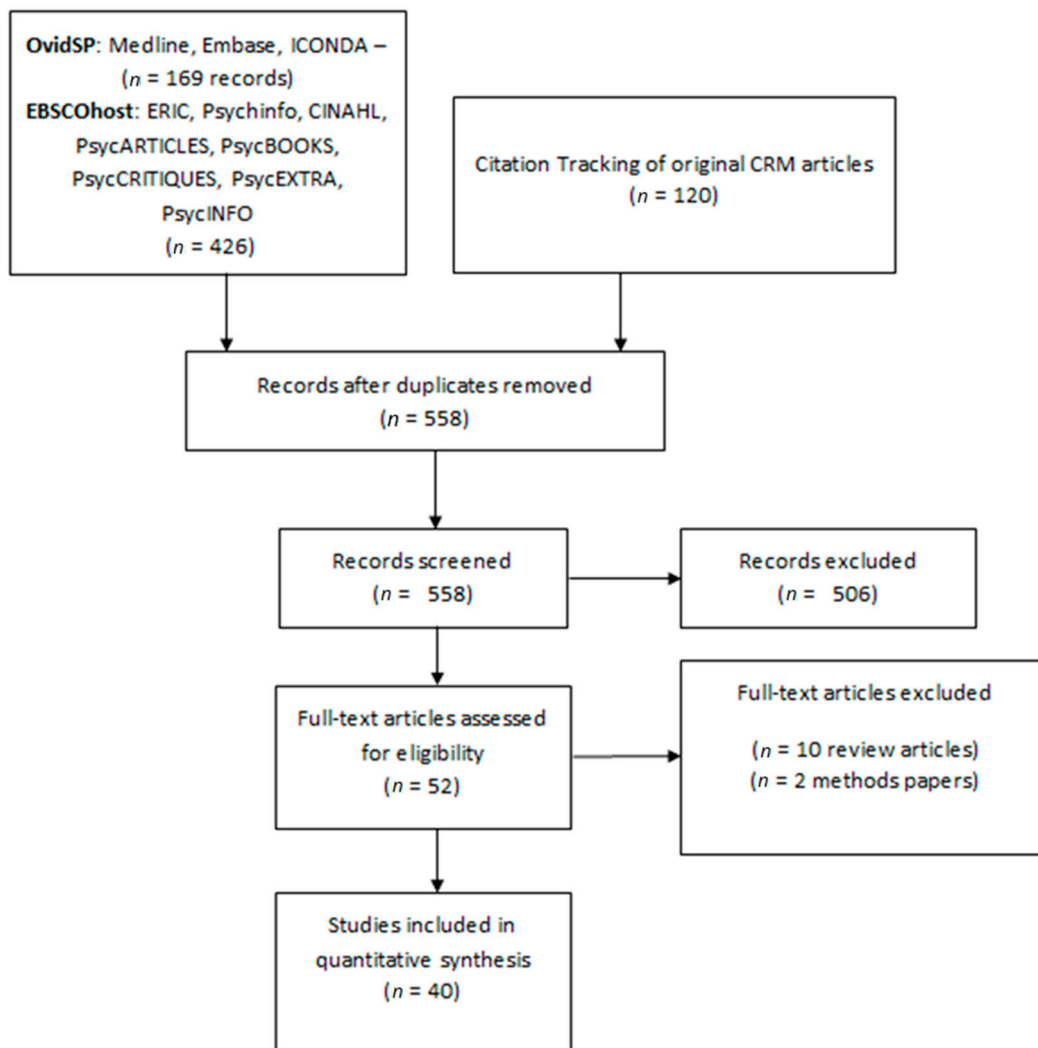 OvidSP: Medline, Embase, ICONDA –
(n = 169 records)
EBSCOhost: ERIC, Psychinfo, CINAHL,
PsycARTICLES, PsycBOOKS,
PsycCRITIQUES, PsycEXTRA,
PsycINFO
(n = 426)
Citation Tracking of original CRM articles
(n = 120)
Records after duplicates removed
(n = 558)
Records screened
(n = 558)
Records excluded
(n = 506)
Full-text articles assessed
for eligibility
(n = 52)
Full-text articles excluded
(n = 10 review articles)
(n = 2 methods papers)
Studies included in
quantitative synthesis
(n = 40)